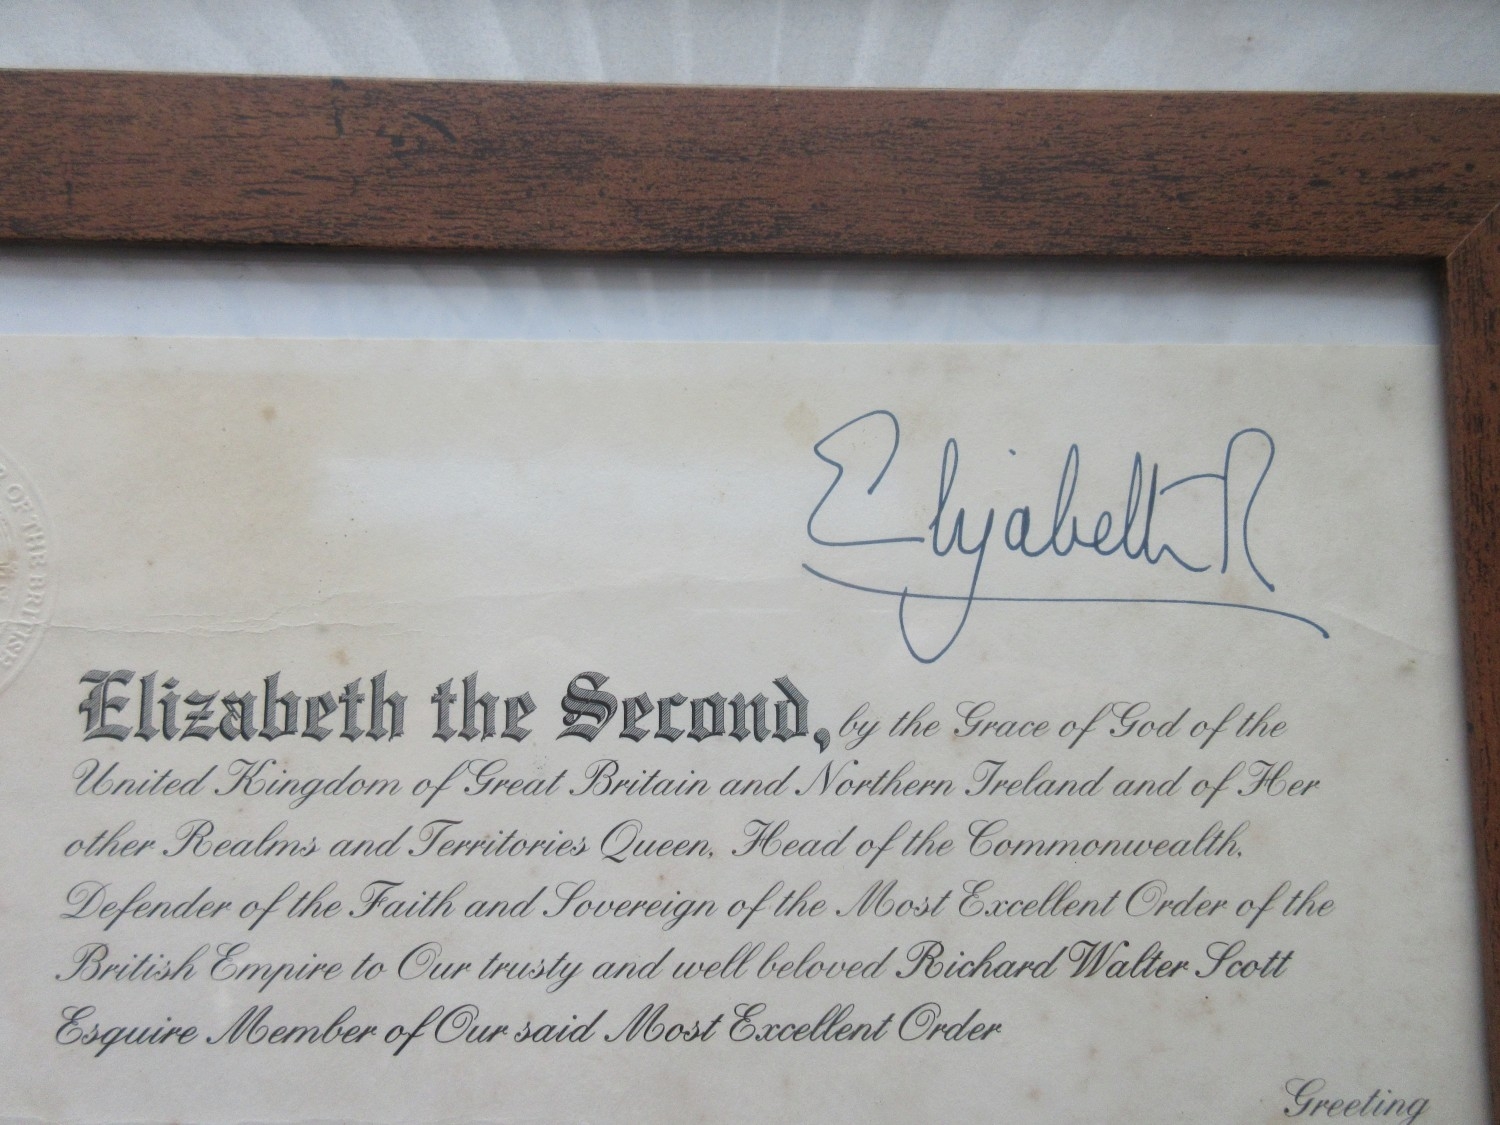 Elizabeth R
OF THE BRITISH
Elizabeth the Second, by the Grace of God of the
United Kingdom of Great Britain and Northern Ireland and of Her
other Realms and Territories Queen, Head of the Commonwealth,
Defender of the Faith and Sovereign of the Most Excellent Order of the
British Empire to Our trusty and well beloved Richard Walter Scott
Esquire Member of Our said Most Excellent Order
Greeting